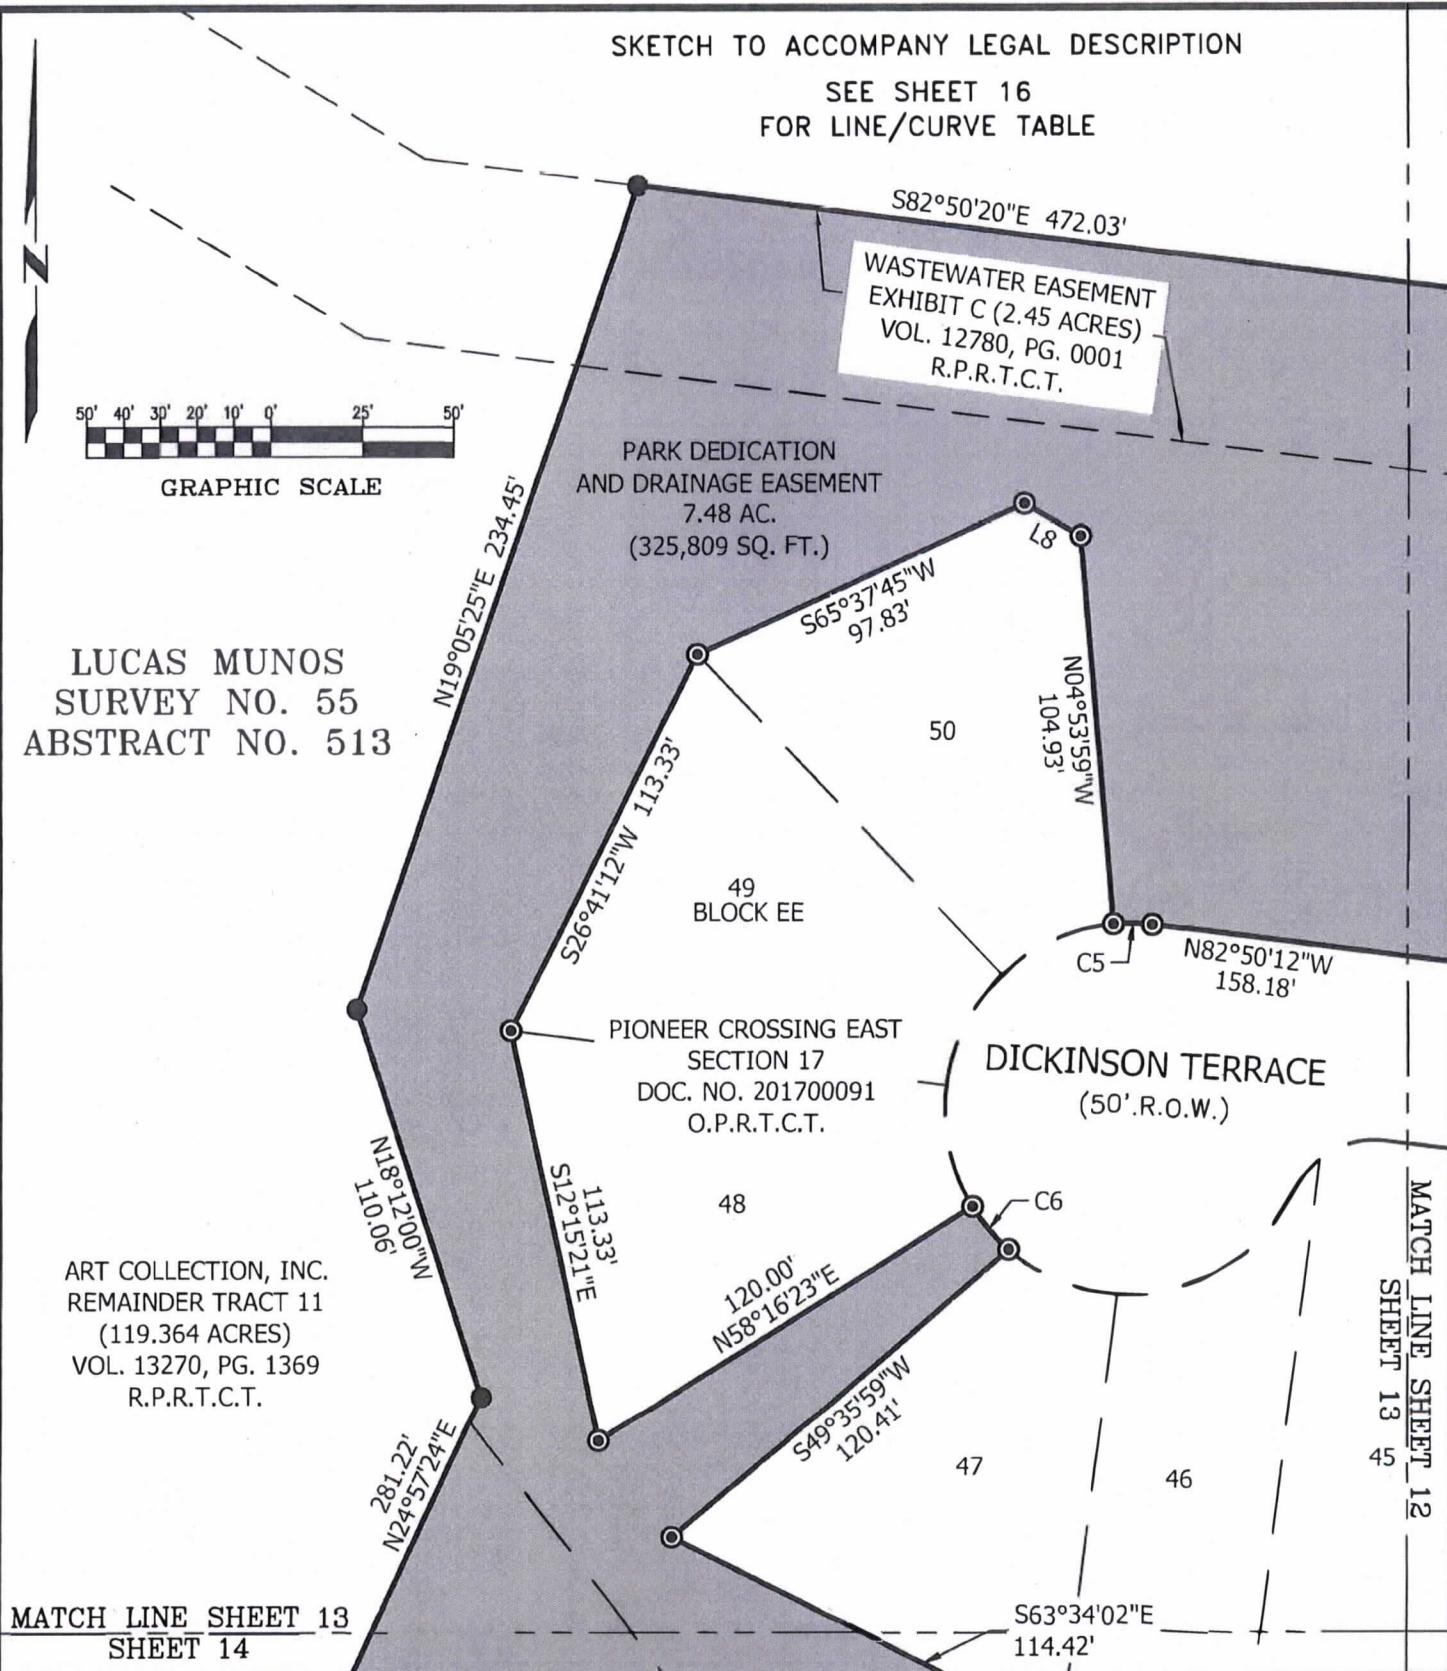 SKETCH TO ACCOMPANY LEGAL DESCRIPTION
SEE SHEET 16
FOR LINE/CURVE TABLE
S82°50'20"E 472.03'
WASTEWATER EASEMENT
EXHIBIT C (2.45 ACRES)
VOL. 12780, PG. 0001
R.P.R.T.C.T.
N
50' 40' 30' 20' 10' 0' 25' 50'
GRAPHIC SCALE
PARK DEDICATION
AND DRAINAGE EASEMENT
7.48 AC.
(325,809 SQ. FT.)
L8
N19°05'25"E 234.45'
S65°37'45"W
97.83'
LUCAS MUNOS
SURVEY NO. 55
ABSTRACT NO. 513
N04°53'59"W
104.93'
50
S26°41'12"W 113.33'
49
BLOCK EE
C5
N82°50'12"W
158.18'
PIONEER CROSSING EAST
SECTION 17
DOC. NO. 201700091
O.P.R.T.C.T.
DICKINSON TERRACE
(50'.R.O.W.)
N18°12'00"W
110.06'
113.33'
S12°15'21"E
48
C6
ART COLLECTION, INC.
REMAINDER TRACT 11
(119.364 ACRES)
VOL. 13270, PG. 1369
R.P.R.T.C.T.
120.00'
N58°16'23"E
S49°35'59"W
120.41'
281.22'
N24°57'24"E
47
46
45
MATCH LINE SHEET 12
SHEET 13
MATCH LINE SHEET 13
SHEET 14
S63°34'02"E
114.42'